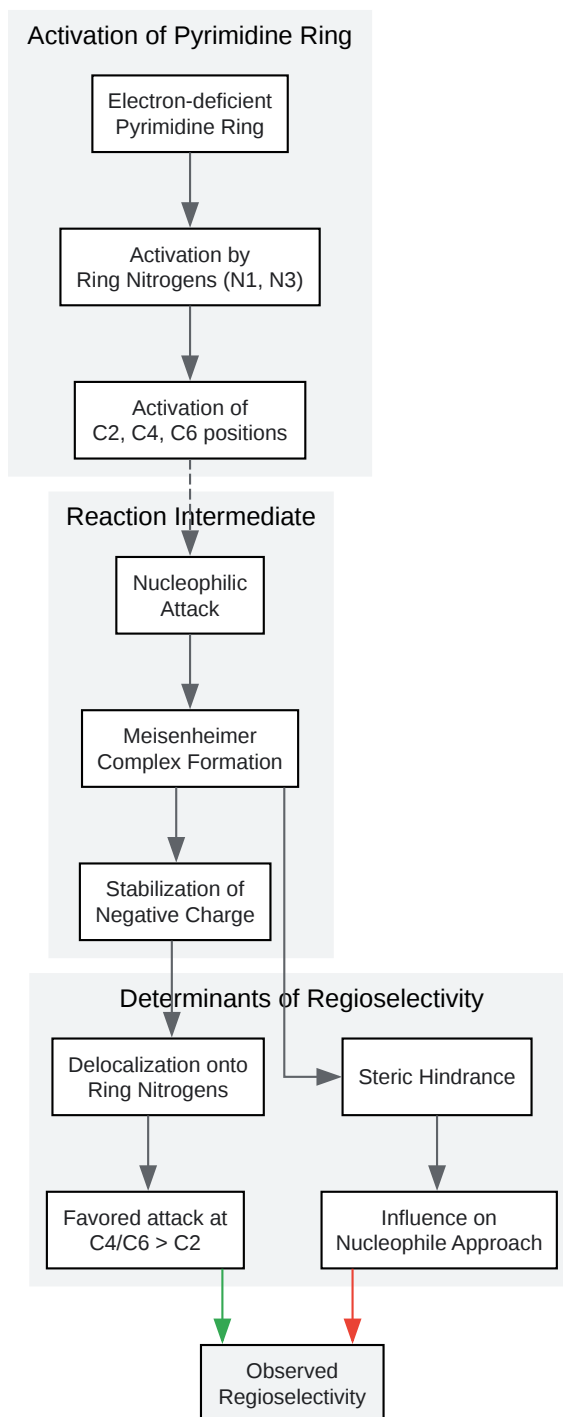 Activation of Pyrimidine Ring
Electron-deficient
Pyrimidine Ring
Activation by
Ring Nitrogens (N1, N3)
Activation of
C2, C4, C6 positions
Reaction Intermediate
Nucleophilic
Attack
Meisenheimer
Complex Formation
Stabilization of
Negative Charge
Determinants of Regioselectivity
Delocalization onto
Ring Nitrogens
Steric Hindrance
Favored attack at
C4/C6 > C2
Influence on
Nucleophile Approach
Observed
Regioselectivity